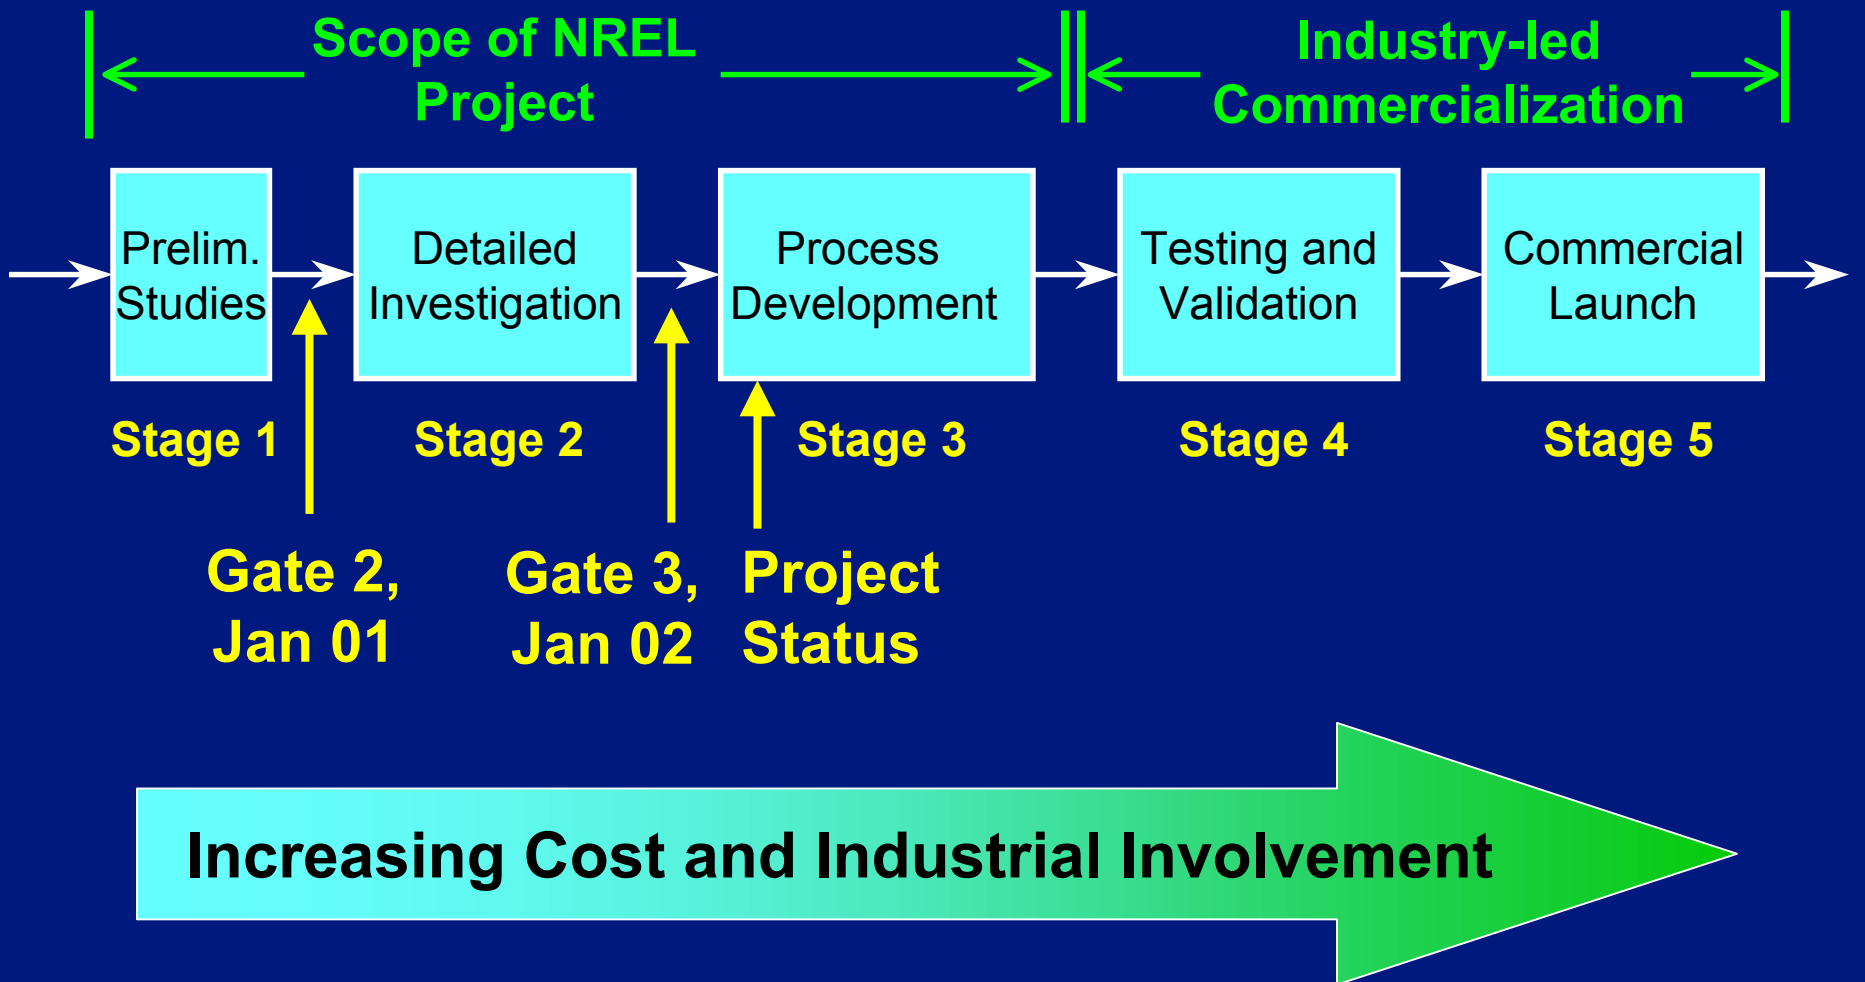 Scope of NREL
Project
Industry-led
Commercialization
Prelim.
Studies
Detailed
Investigation
Process
Development
Testing and
Validation
Commercial
Launch
Stage 1
Stage 2
Stage 3
Stage 4
Stage 5
Gate 2,
Jan 01
Gate 3,
Jan 02
Project
Status
Increasing Cost and Industrial Involvement